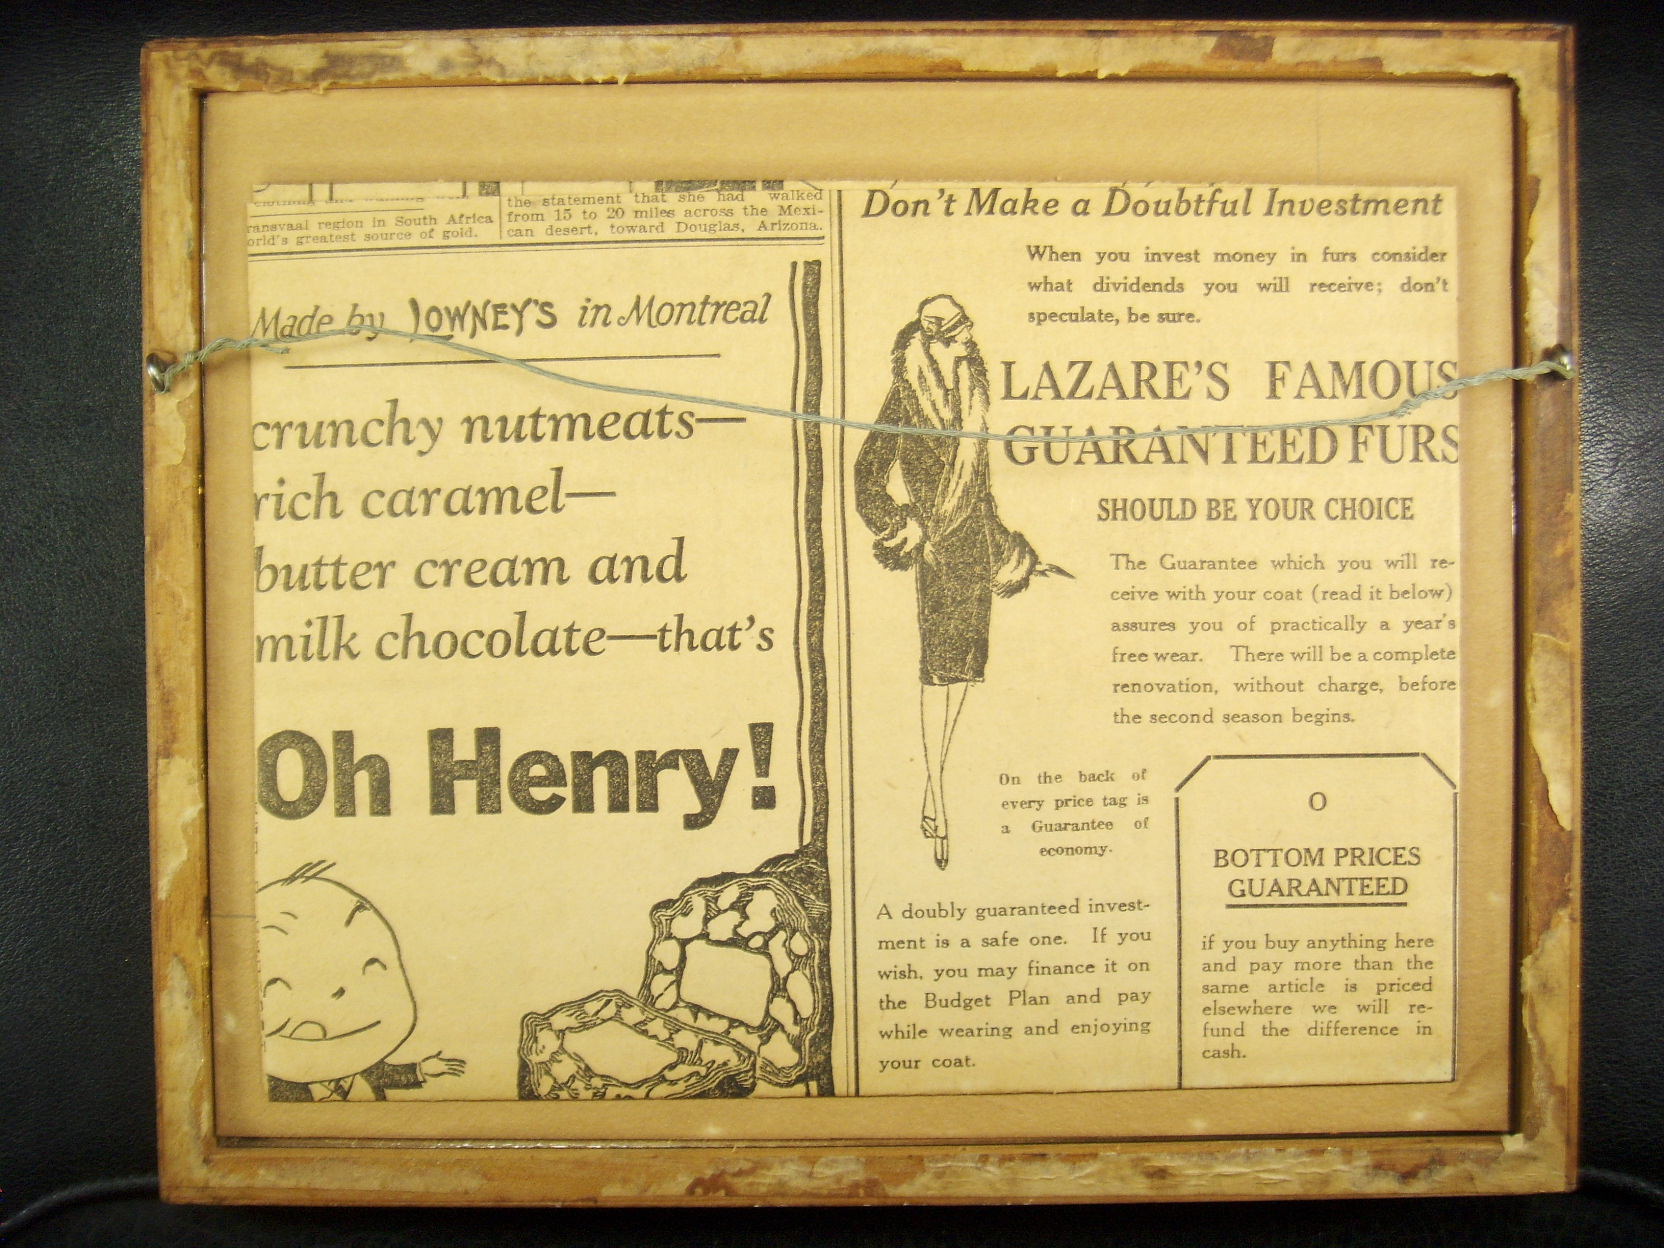 the statement that she had walked
ransvaal region in South Africa
from 15 to 20 miles across the Mexi-
orld's greatest source of gold.
can desert, toward Douglas, Arizona.
Made by LOWNEY'S in Montreal
crunchy nutmeats—
rich caramel—
butter cream and
milk chocolate—that's
Oh Henry!
Don't Make a Doubtful Investment
When you invest money in furs consider
what dividends you will receive; don't
speculate, be sure.
LAZARE'S FAMOUS
GUARANTEED FURS
SHOULD BE YOUR CHOICE
The Guarantee which you will re-
ceive with your coat (read it below)
assures you of practically a year's
free wear. There will be a complete
renovation, without charge, before
the second season begins.
On the back of
every price tag is
a Guarantee of
economy.
A doubly guaranteed invest-
ment is a safe one. If you
wish, you may finance it on
the Budget Plan and pay
while wearing and enjoying
your coat.
O
BOTTOM PRICES
GUARANTEED
if you buy anything here
and pay more than the
same article is priced
elsewhere we will re-
fund the difference in
cash.